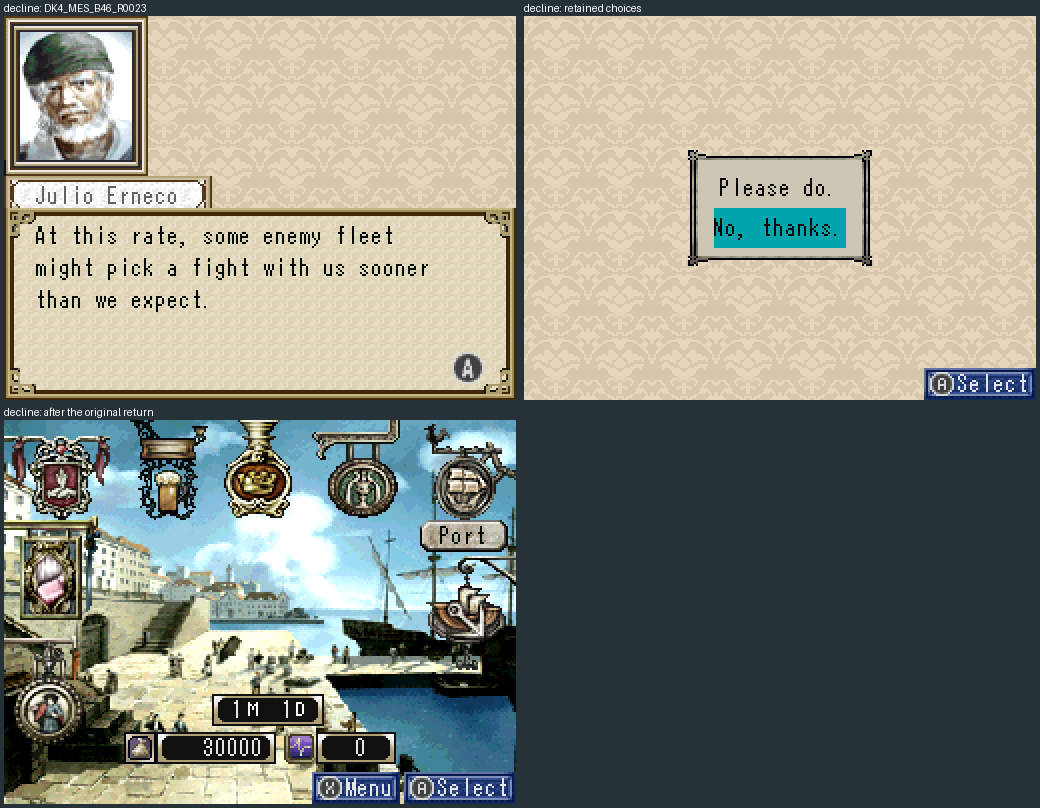 decline: DK4_MES_B46_R0023
Julio Erneco
At this rate, some enemy fleet
might pick a fight with us sooner
than we expect.
A
decline: retained choices
Please do.
No, thanks.
A Select
decline: after the original return
Port
1M 1D
30000
0
X Menu
A Select